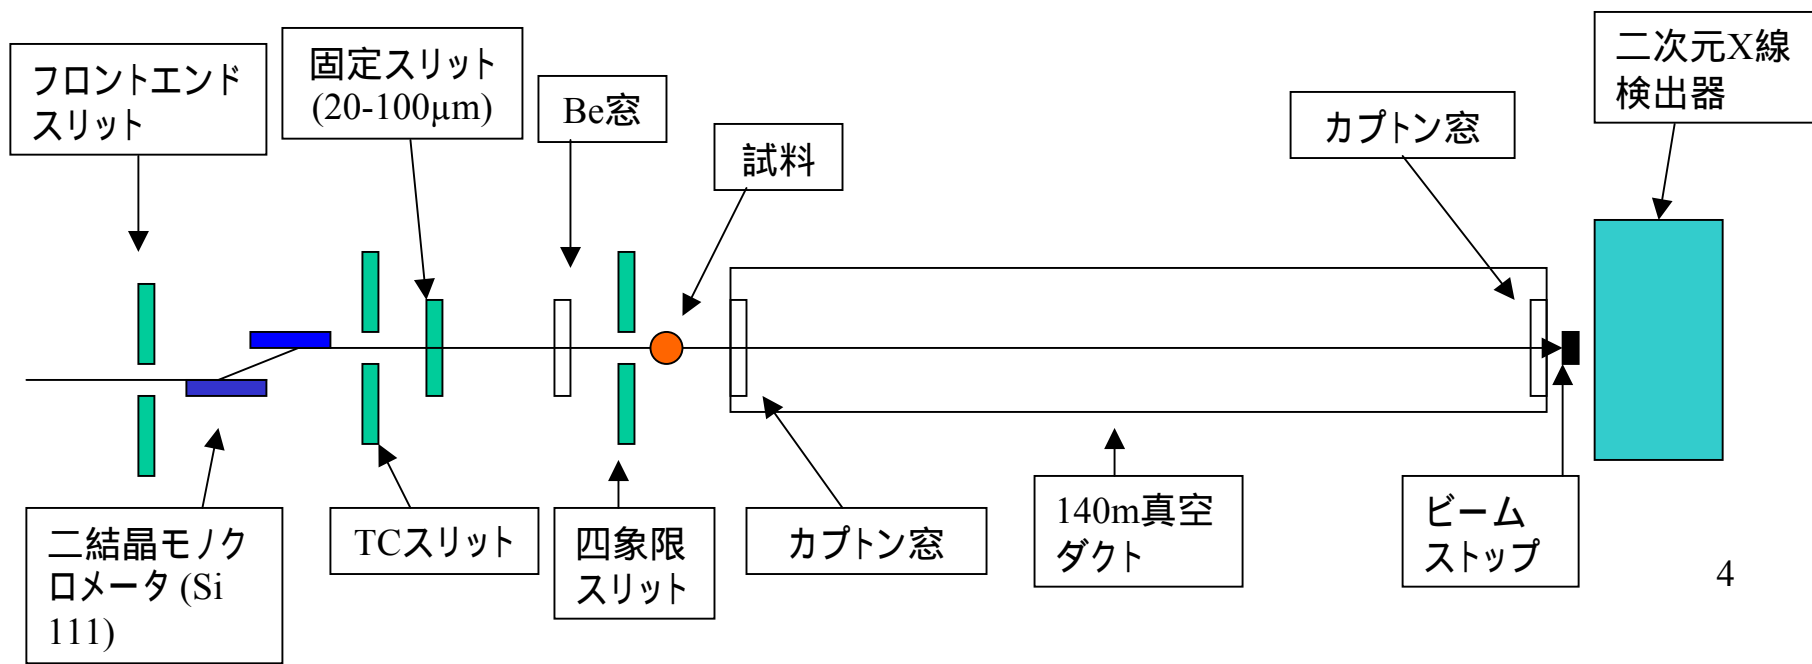 フロントエンド
スリット
固定スリット
(20-100μm)
Be窓
試料
カプトン窓
二次元X線
検出器
二結晶モノク
ロメータ (Si
111)
TCスリット
四象限
スリット
カプトン窓
140m真空
ダクト
ビーム
ストップ
4